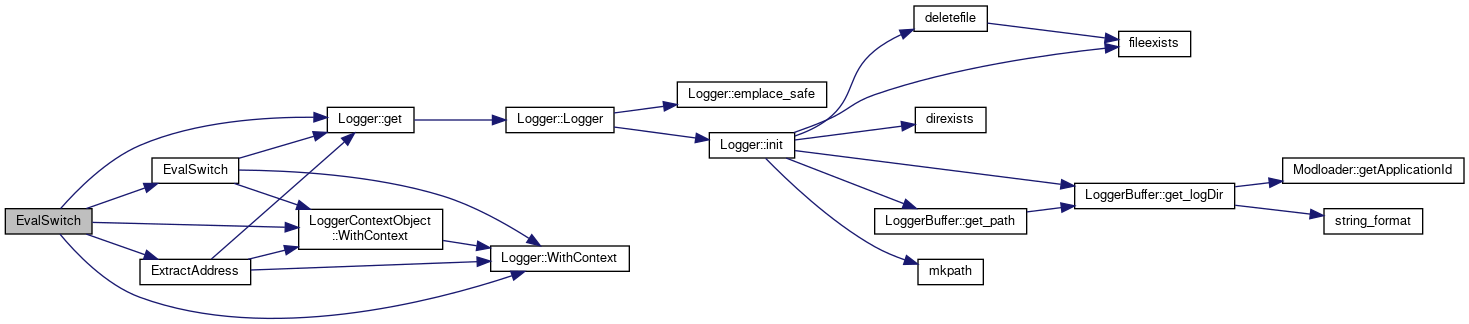 EvalSwitch
EvalSwitch
ExtractAddress
Logger::get
LoggerContextObject
::WithContext
Logger::WithContext
Logger::Logger
Logger::emplace_safe
Logger::init
deletefile
fileexists
direxists
LoggerBuffer::get_logDir
LoggerBuffer::get_path
mkpath
Modloader::getApplicationId
string_format